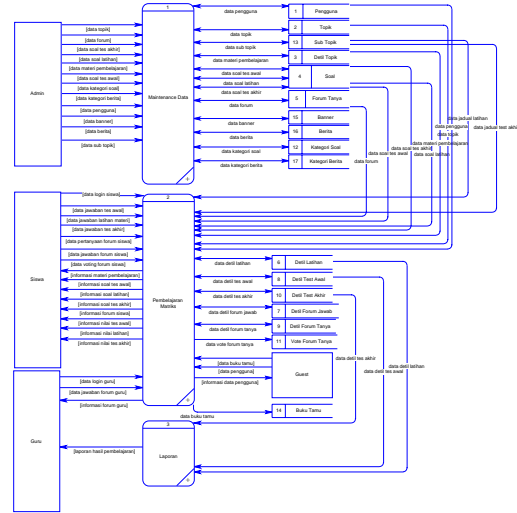 1
Maintenance Data
Admin
[data topik]
[data forum]
[data soal tes akhir]
[data soal latihan]
[data materi pembelajaran]
[data soal tes awal]
[data kategori soal]
[data kategori berita]
[data pengguna]
[data banner]
[data berita]
[data sub topik]
data pengguna
data topik
data sub topik
data materi pembelajaran
data soal tes awal
data soal latihan
data soal tes akhir
data forum
data banner
data berita
data kategori soal
data kategori berita
1 Pengguna
2 Topik
13 Sub Topik
3 Detil Topik
4 Soal
5 Forum Tanya
15 Banner
16 Berita
12 Kategori Soal
17 Kategori Berita
data jadual latihan
data pengguna
data jadual test akhi
data topik
data materi pembelajaran
data soal tes akhir
data soal tes awal
data soal latihan
data forum
2
Pembelajaran
Mastiks
Siswa
[data login siswa]
[data jawaban tes awal]
[data jawaban latihan materi]
[data jawaban tes akhir]
[data pertanyaan forum siswa]
[data jawaban forum siswa]
[data voting forum siswa]
[informasi materi pembelajaran]
[informasi soal tes awal]
[informasi soal latihan]
[informasi soal tes akhir]
[informasi forum siswa]
[informasi nilai tes awal]
[informasi nilai latihan]
[informasi nilai tes akhir]
data detil latihan
data detil tes awal
data detil tes akhir
data detil forum jawab
data detil forum tanya
data vote forum tanya
6 Detil Latihan
8 Detil Test Awal
10 Detil Test Akhir
7 Detil Forum Jawab
9 Detil Forum Tanya
11 Vote Forum Tanya
[data buku tamu]
[data pengguna]
[informasi data pengguna]
Guest
data detil tes akhir
data detil latihan
data detil tes awal
Guru
[data login guru]
[data jawaban forum guru]
[informasi forum guru]
14 Buku Tamu
data buku tamu
3
Laporan
[laporan hasil pembelajaran]